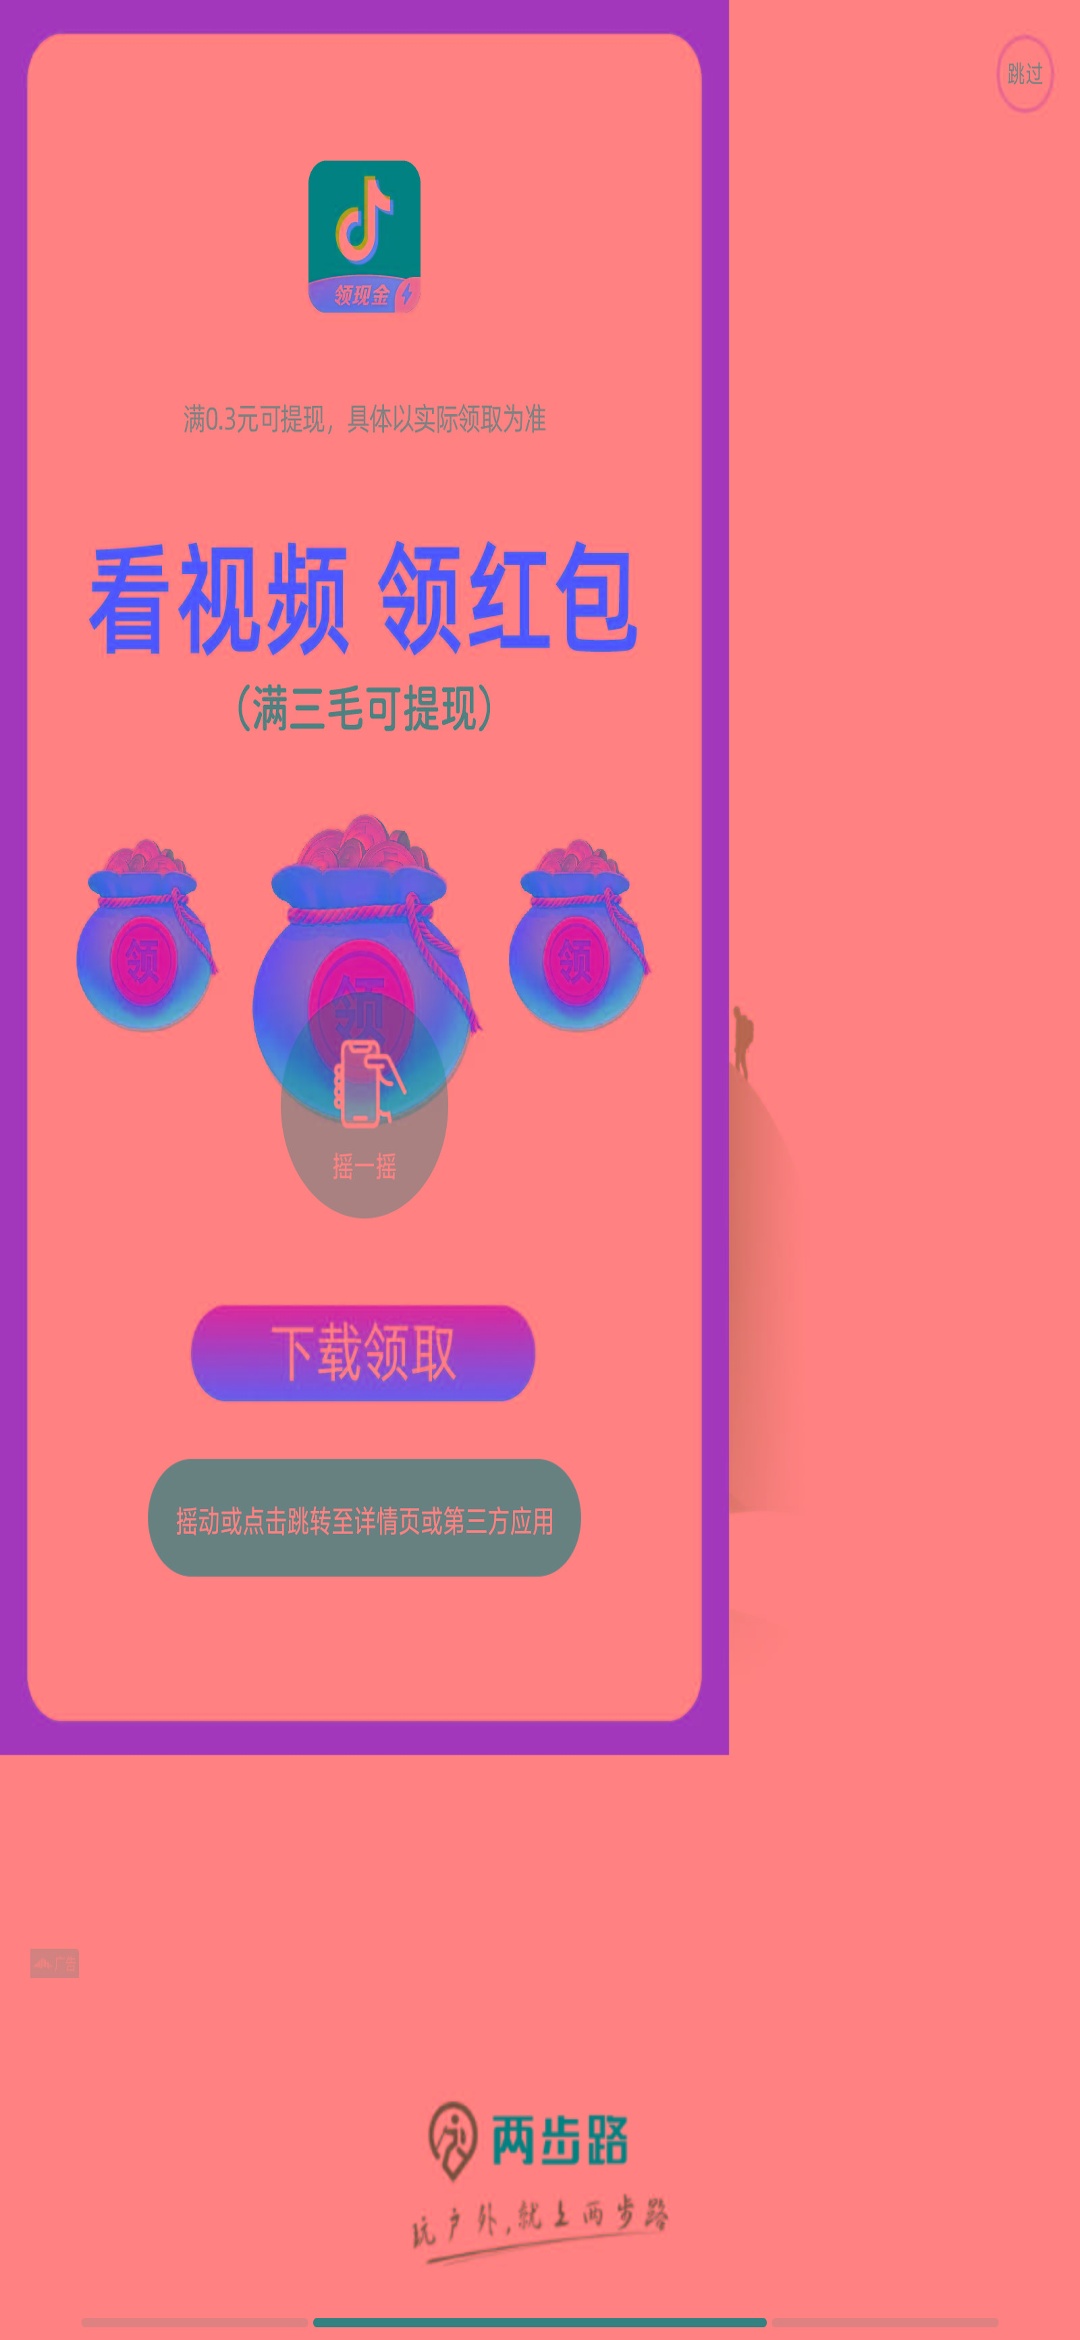 跳过
领现金
满0.3元可提现，具体以实际领取为准
看视频 领红包
（满三毛可提现）
领
领
领
摇一摇
下载领取
摇动或点击跳转至详情页或第三方应用
广告
两步路
玩户外,就上两步路